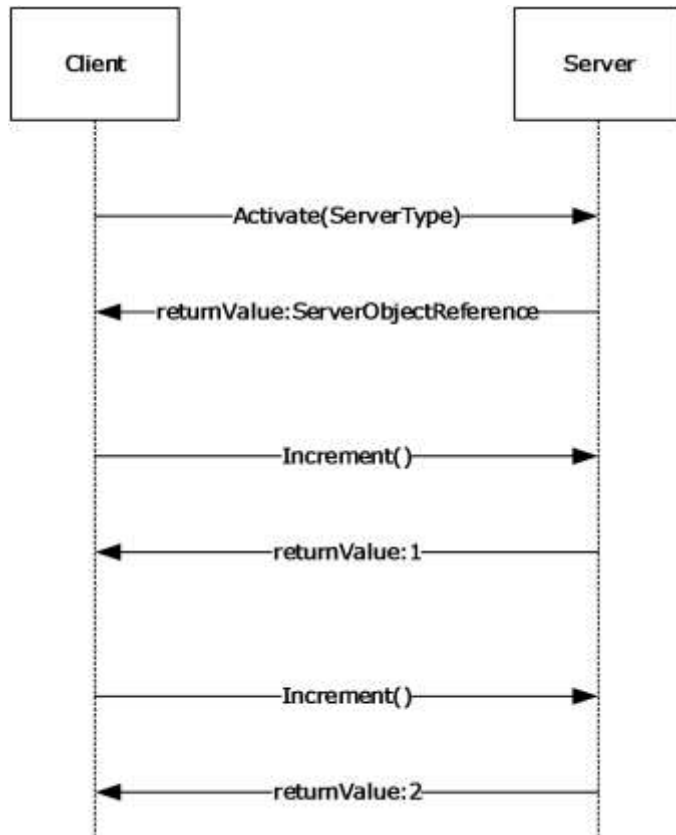 Client
Server
Activate(ServerType)
returnValue:ServerObjectReference
Increment()
returnValue:1
Increment()
returnValue:2